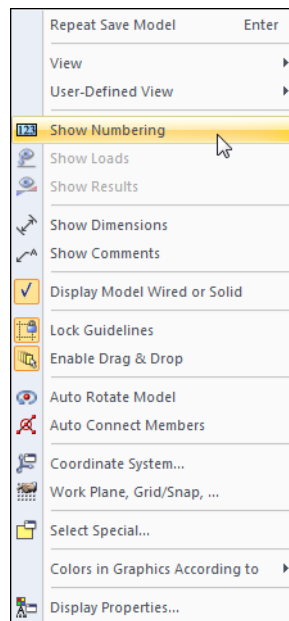 Repeat Save Model Enter
View
User-Defined View
123 Show Numbering
Show Loads
Show Results
Show Dimensions
A Show Comments
Display Model Wired or Solid
Lock Guidelines
Enable Drag & Drop
Auto Rotate Model
Auto Connect Members
Coordinate System...
Work Plane, Grid/Snap, ...
Select Special...
Colors in Graphics According to
Display Properties...